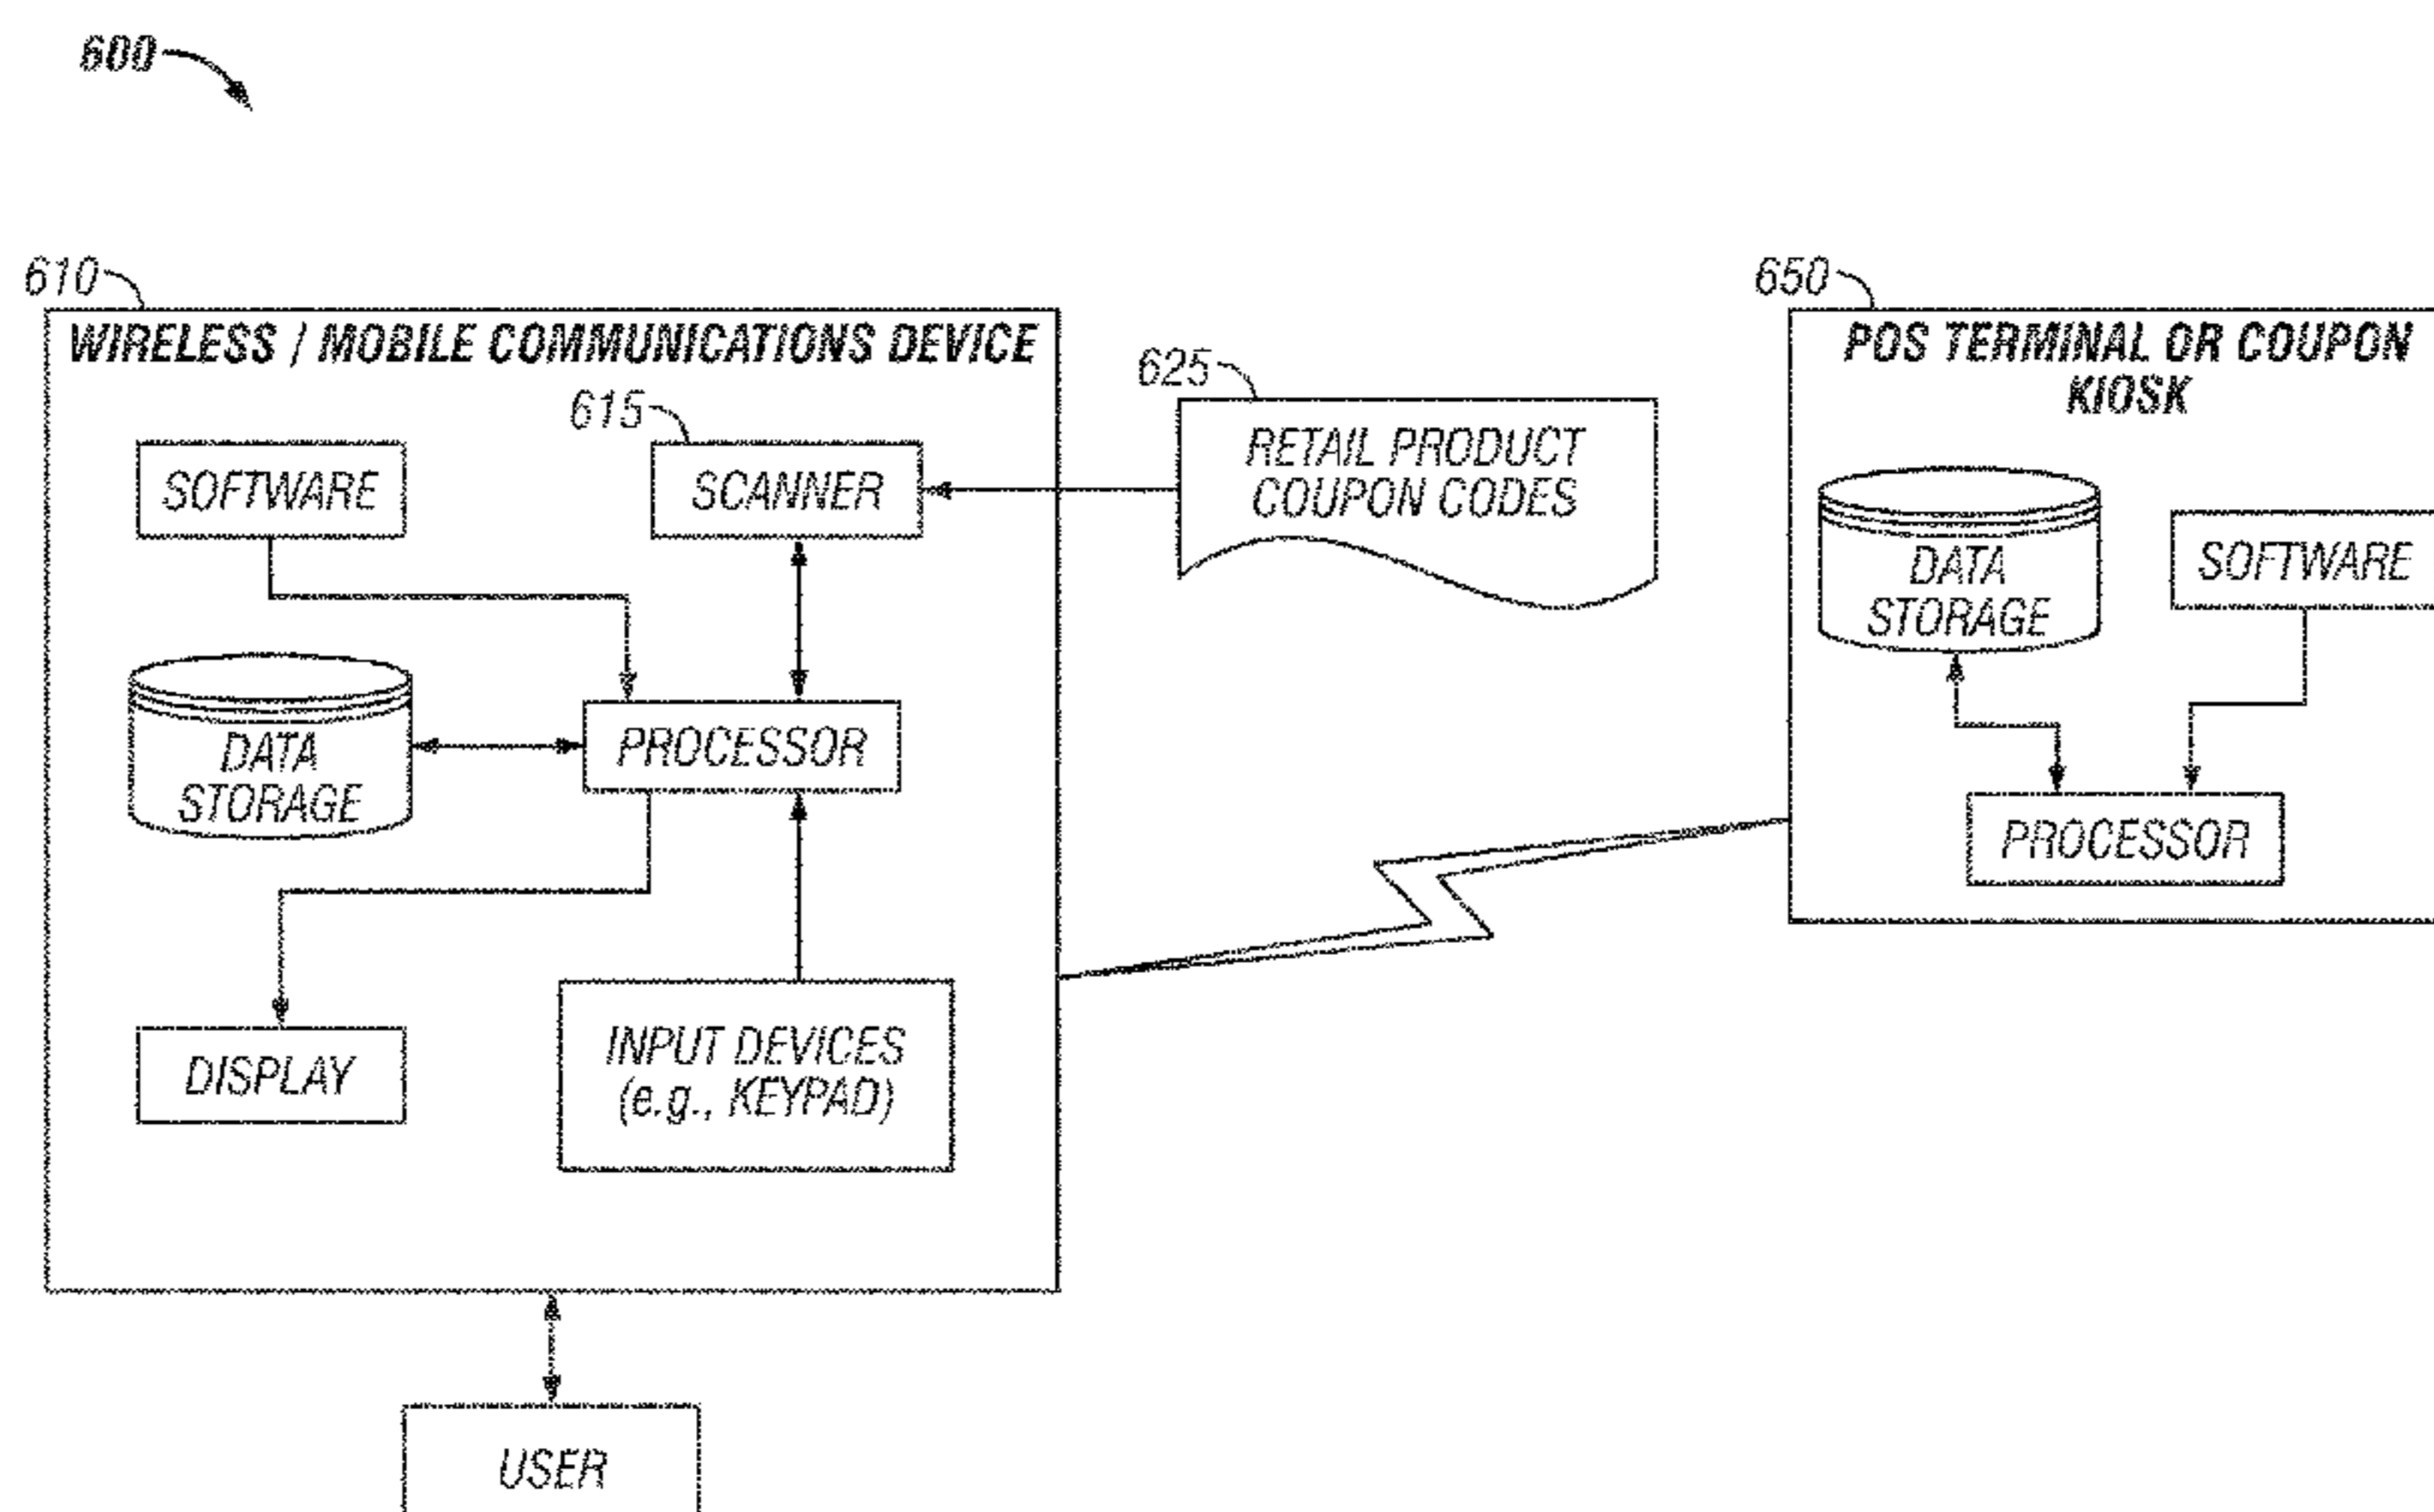 600
610
WIRELESS / MOBILE COMMUNICATIONS DEVICE
615
SOFTWARE
SCANNER
DATA
STORAGE
PROCESSOR
DISPLAY
INPUT DEVICES
(e.g., KEYPAD)
USER
625
RETAIL PRODUCT
COUPON CODES
650
POS TERMINAL OR COUPON
KIOSK
DATA
STORAGE
SOFTWARE
PROCESSOR